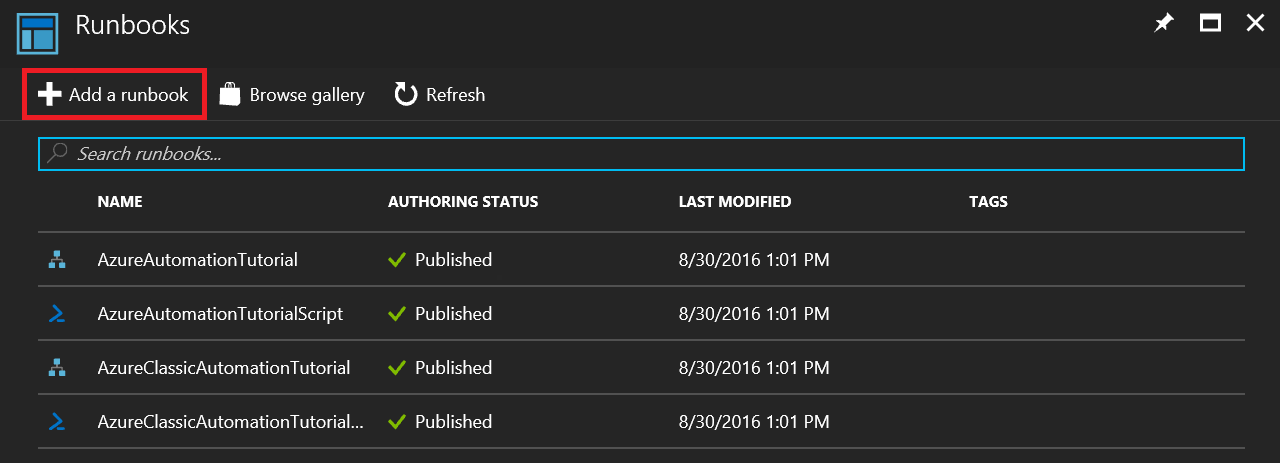 Runbooks
Add a runbook Browse gallery Refresh
Search runbooks...
NAME AUTHORING STATUS LAST MODIFIED TAGS
AzureAutomationTutorial Published 8/30/2016 1:01 PM
AzureAutomationTutorialScript Published 8/30/2016 1:01 PM
AzureClassicAutomationTutorial Published 8/30/2016 1:01 PM
AzureClassicAutomationTutorial... Published 8/30/2016 1:01 PM